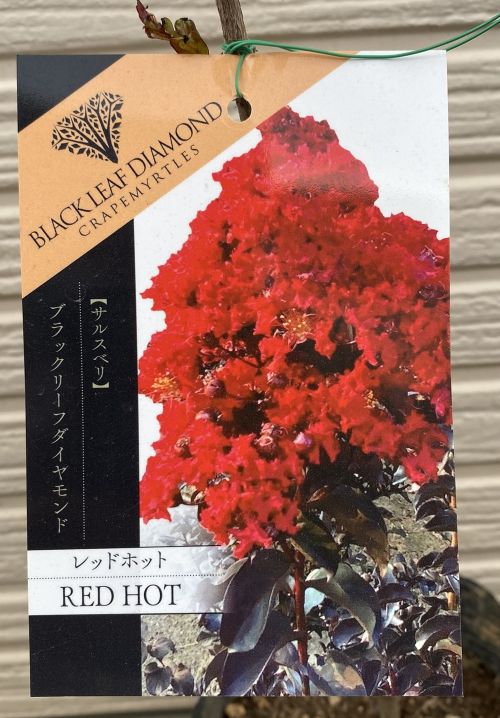 BLACK LEAF DIAMOND
CRAPEMYRTLES
【サルスベリ】
ブラックリーフダイヤモンド
レッドホット
RED HOT